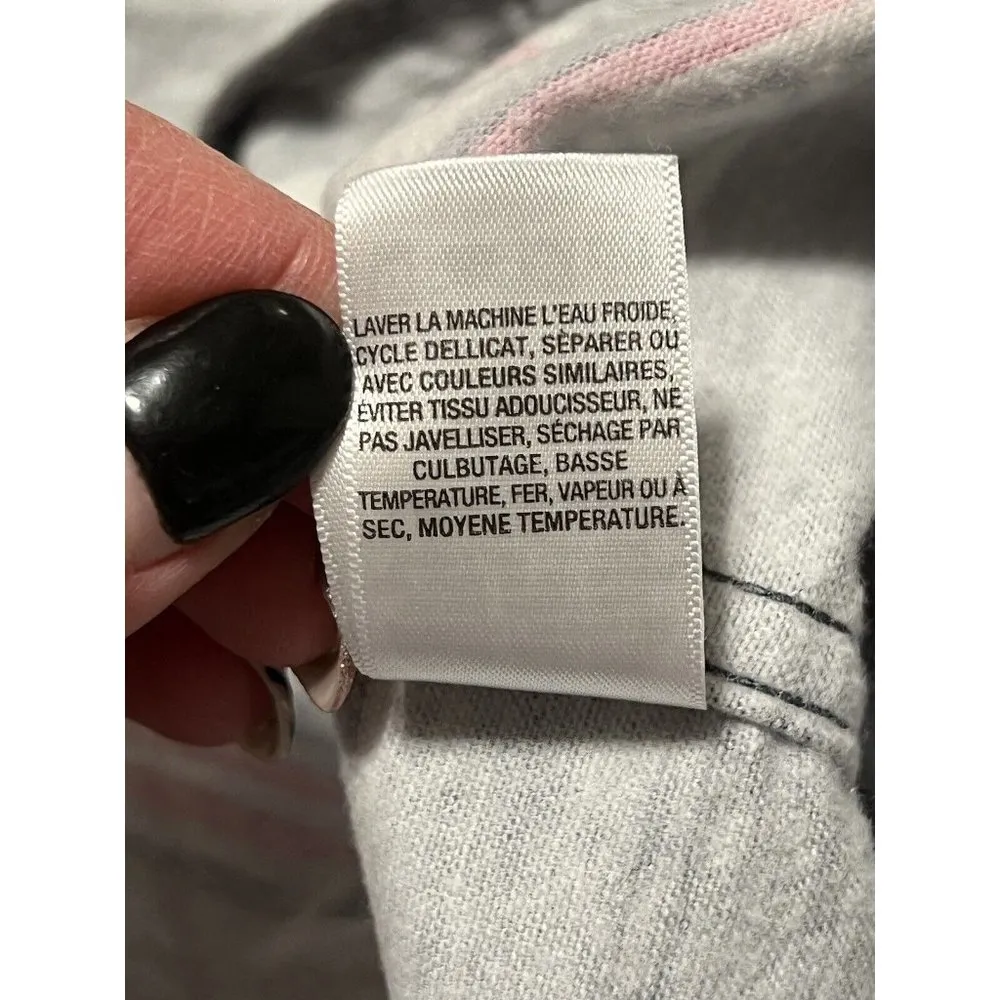 LAVER LA MACHINE L'EAU FROIDE,
CYCLE DELLICAT, SÉPARER OU
AVEC COULEURS SIMILAIRES,
ÉVITER TISSU ADOUCISSEUR, NE
PAS JAVELLISER, SÉCHAGE PAR
CULBUTAGE, BASSE
TEMPERATURE, FER, VAPEUR OU À
SEC, MOYENE TEMPERATURE.